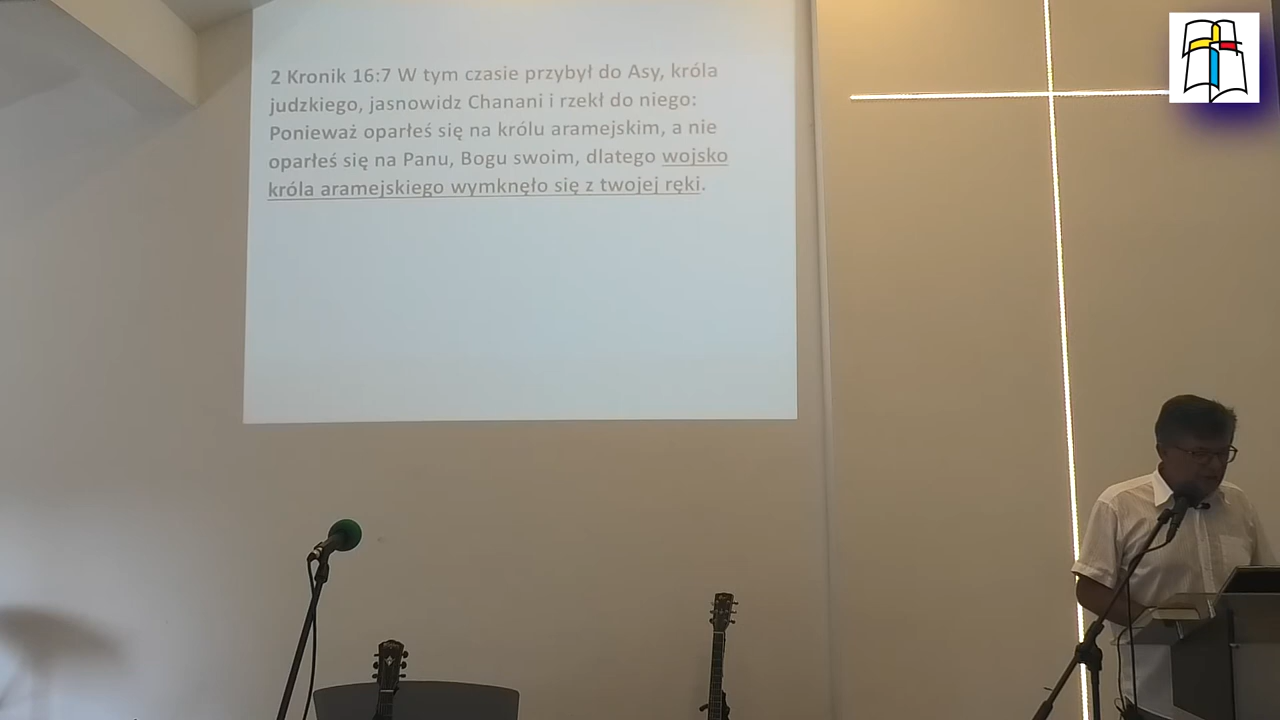 2 Kronik 16:7 W tym czasie przybył do Asy, króla
judzkiego, jasnowidz Chanani i rzekł do niego:
Ponieważ oparłeś się na królu aramejskim, a nie
oparłeś się na Panu, Bogu swoim, dlatego wojsko
króla aramejskiego wymknęło się z twojej ręki.